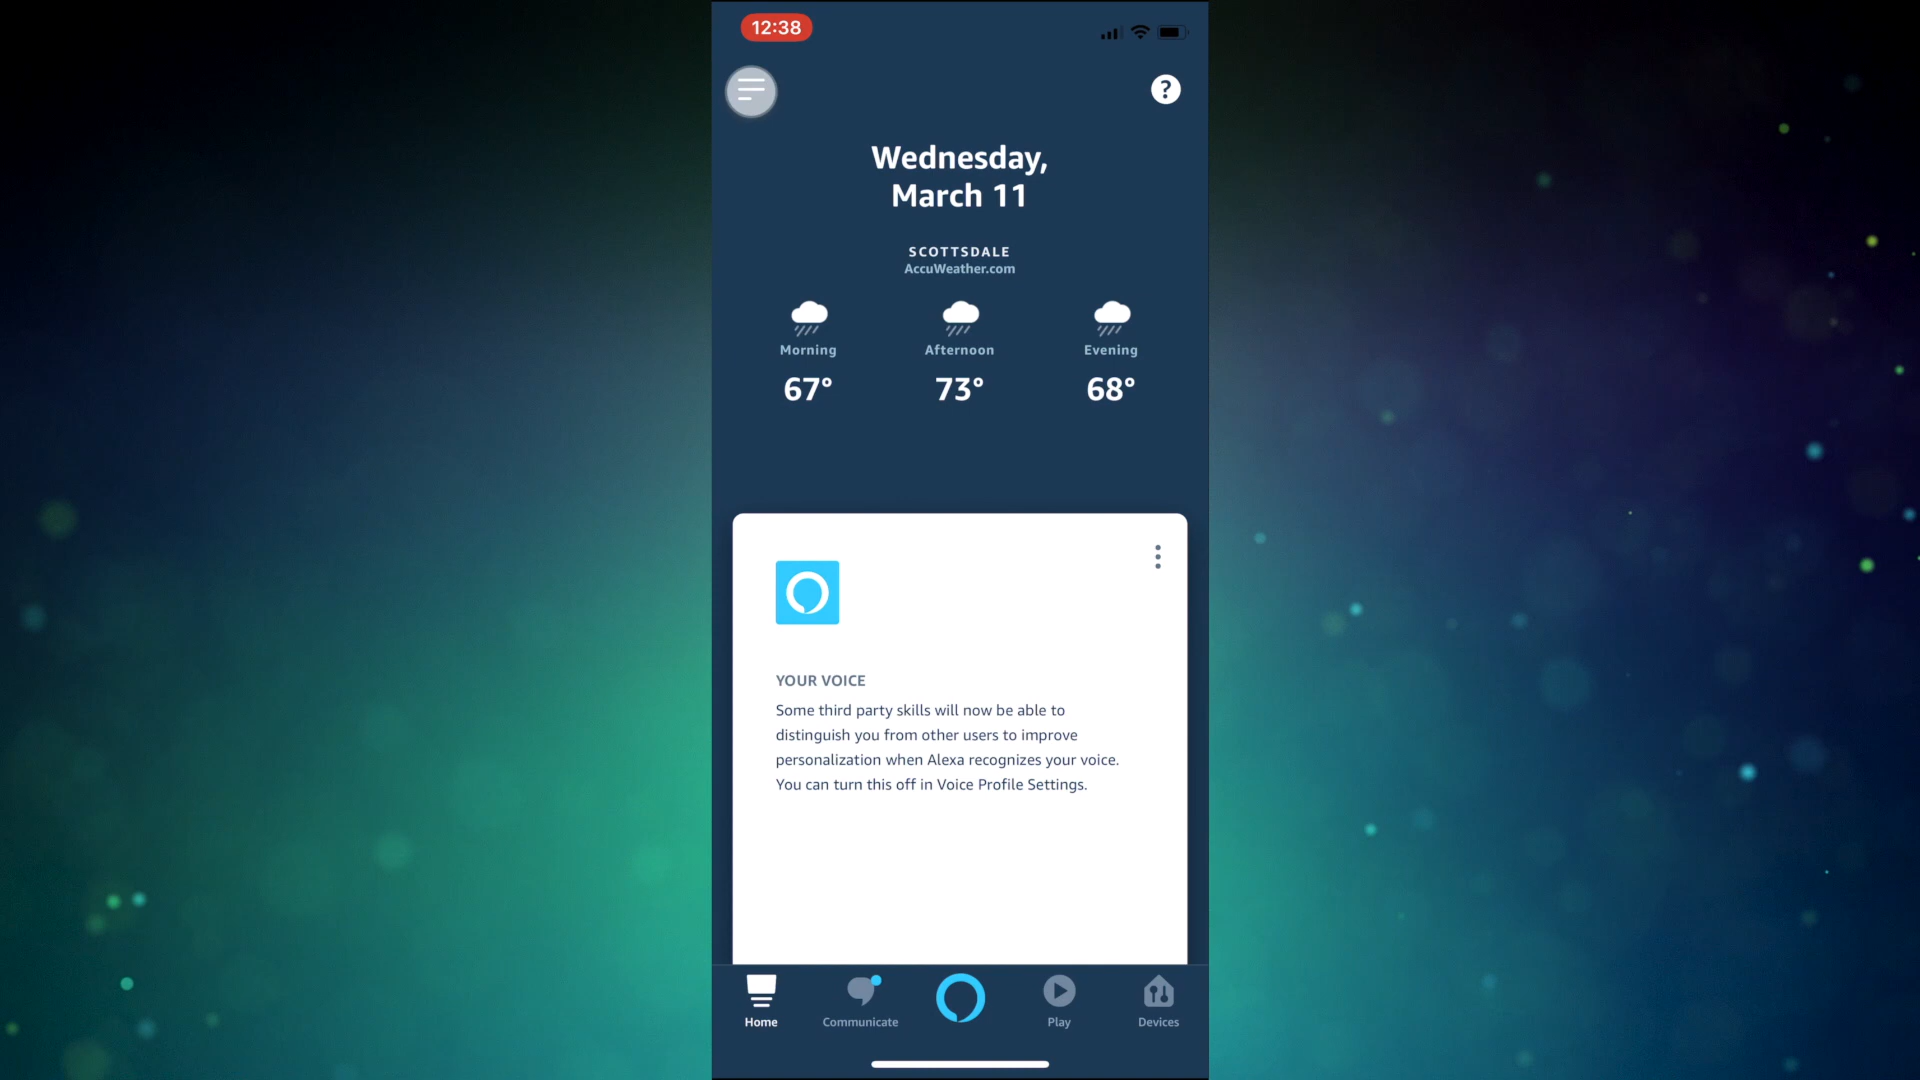 12:38
?
Wednesday,
March 11
SCOTTSDALE
AccuWeather.com
Morning Afternoon Evening
67° 73° 68°
YOUR VOICE
Some third party skills will now be able to
distinguish you from other users to improve
personalization when Alexa recognizes your voice.
You can turn this off in Voice Profile Settings.
Home Communicate Play Devices